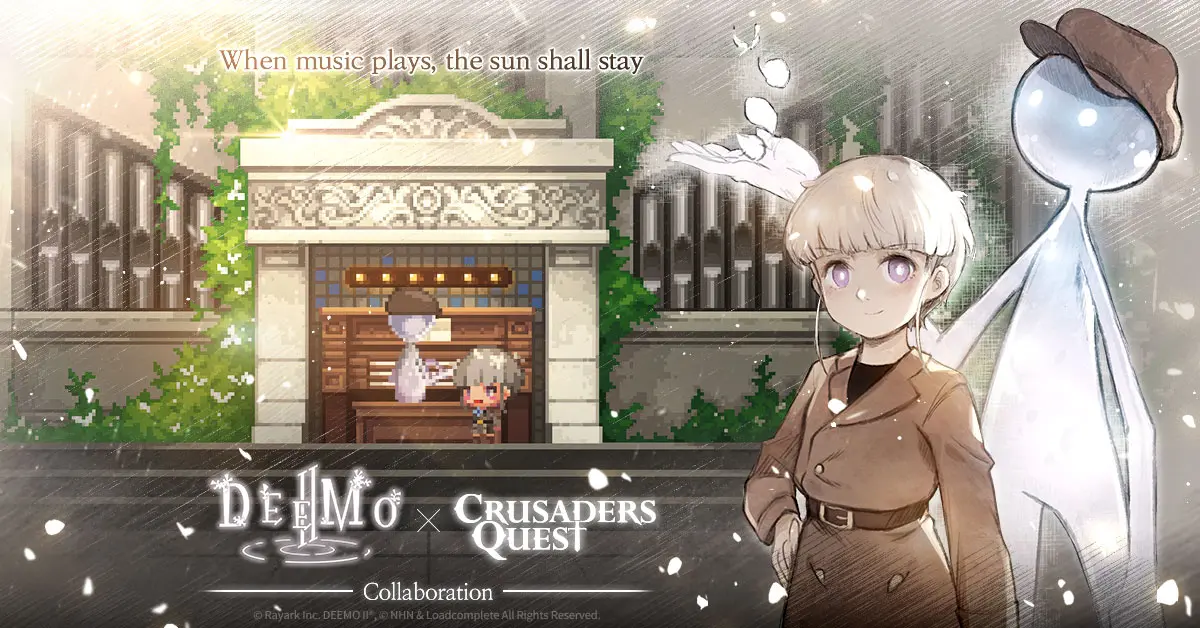 When music plays, the sun shall stay
DEEMO II × CRUSADERS QUEST
Collaboration
© Rayark Inc. DEEMO II®, © NHN & Loadcomplete All Rights Reserved.